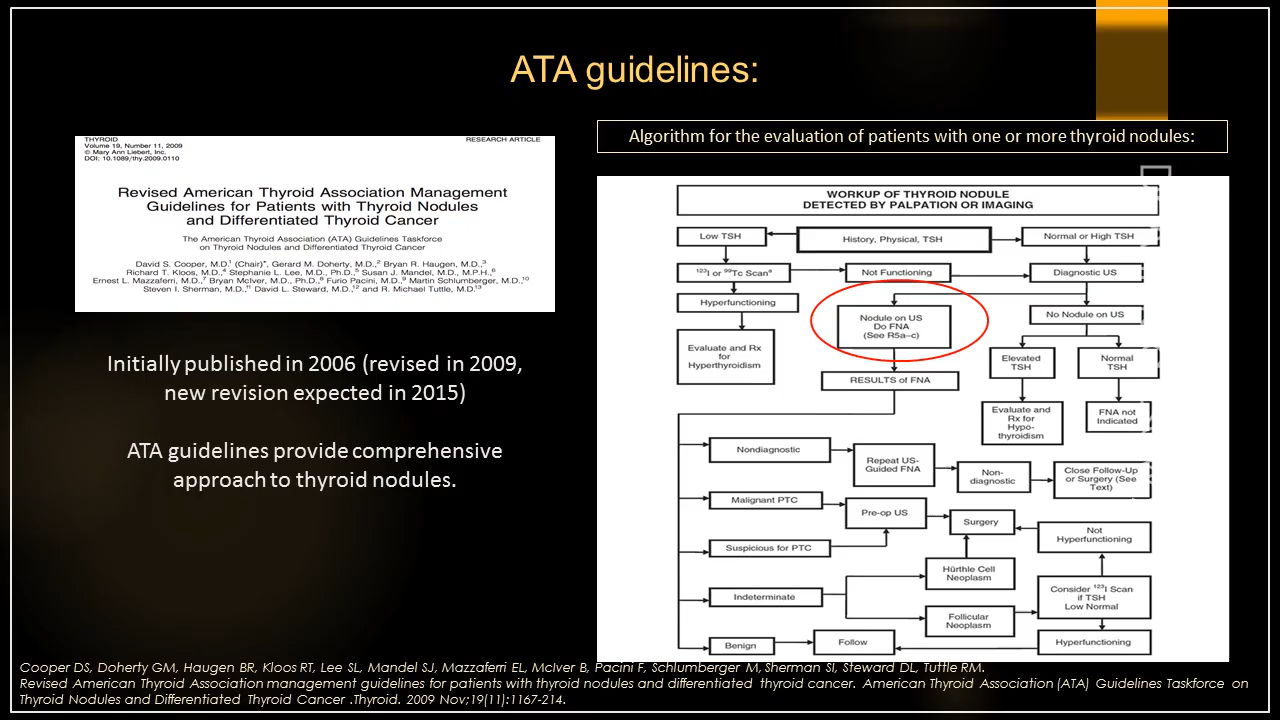 ATA guidelines:
THYROID
Volume 19, Number 11, 2009
© Mary Ann Liebert, Inc.
DOI: 10.1089/thy.2009.0110
RESEARCH ARTICLE
Revised American Thyroid Association Management
Guidelines for Patients with Thyroid Nodules
and Differentiated Thyroid Cancer
The American Thyroid Association (ATA) Guidelines Taskforce
on Thyroid Nodules and Differentiated Thyroid Cancer
David S. Cooper, M.D.¹ (Chair)*, Gerard M. Doherty, M.D.,² Bryan R. Haugen, M.D.,³
Richard T. Kloos, M.D.,⁴ Stephanie L. Lee, M.D., Ph.D.,⁵ Susan J. Mandel, M.D., M.P.H.,⁶
Ernest L. Mazzaferri, M.D.,⁷ Bryan McIver, M.D., Ph.D.,⁸ Furio Pacini, M.D.,⁹ Martin Schlumberger, M.D.,¹⁰
Steven I. Sherman, M.D.,¹¹ David L. Steward, M.D.,¹² and R. Michael Tuttle, M.D.¹³
Initially published in 2006 (revised in 2009,
new revision expected in 2015)
ATA guidelines provide comprehensive
approach to thyroid nodules.
Algorithm for the evaluation of patients with one or more thyroid nodules:
WORKUP OF THYROID NODULE
DETECTED BY PALPATION OR IMAGING
Low TSH
History, Physical, TSH
Normal or High TSH
¹²³I or ⁹⁹Tc Scanᵃ
Not Functioning
Diagnostic US
Hyperfunctioning
Nodule on US
Do FNA
(See R5a–c)
No Nodule on US
Evaluate and Rx
for
Hyperthyroidism
Elevated
TSH
Normal
TSH
RESULTS of FNA
Evaluate and
Rx for
Hypo-
thyroidism
FNA not
Indicated
Nondiagnostic
Repeat US-
Guided FNA
Non-
diagnostic
Close Follow-Up
or Surgery (See
Text)
Malignant PTC
Pre-op US
Surgery
Not
Hyperfunctioning
Suspicious for PTC
Hürthle Cell
Neoplasm
Indeterminate
Consider ¹²³I Scan
if TSH
Low Normal
Follicular
Neoplasm
Benign
Follow
Hyperfunctioning
Cooper DS, Doherty GM, Haugen BR, Kloos RT, Lee SL, Mandel SJ, Mazzaferri EL, McIver B, Pacini F, Schlumberger M, Sherman SI, Steward DL, Tuttle RM.
Revised American Thyroid Association management guidelines for patients with thyroid nodules and differentiated thyroid cancer. American Thyroid Association (ATA) Guidelines Taskforce on
Thyroid Nodules and Differentiated Thyroid Cancer .Thyroid. 2009 Nov;19(11):1167-214.